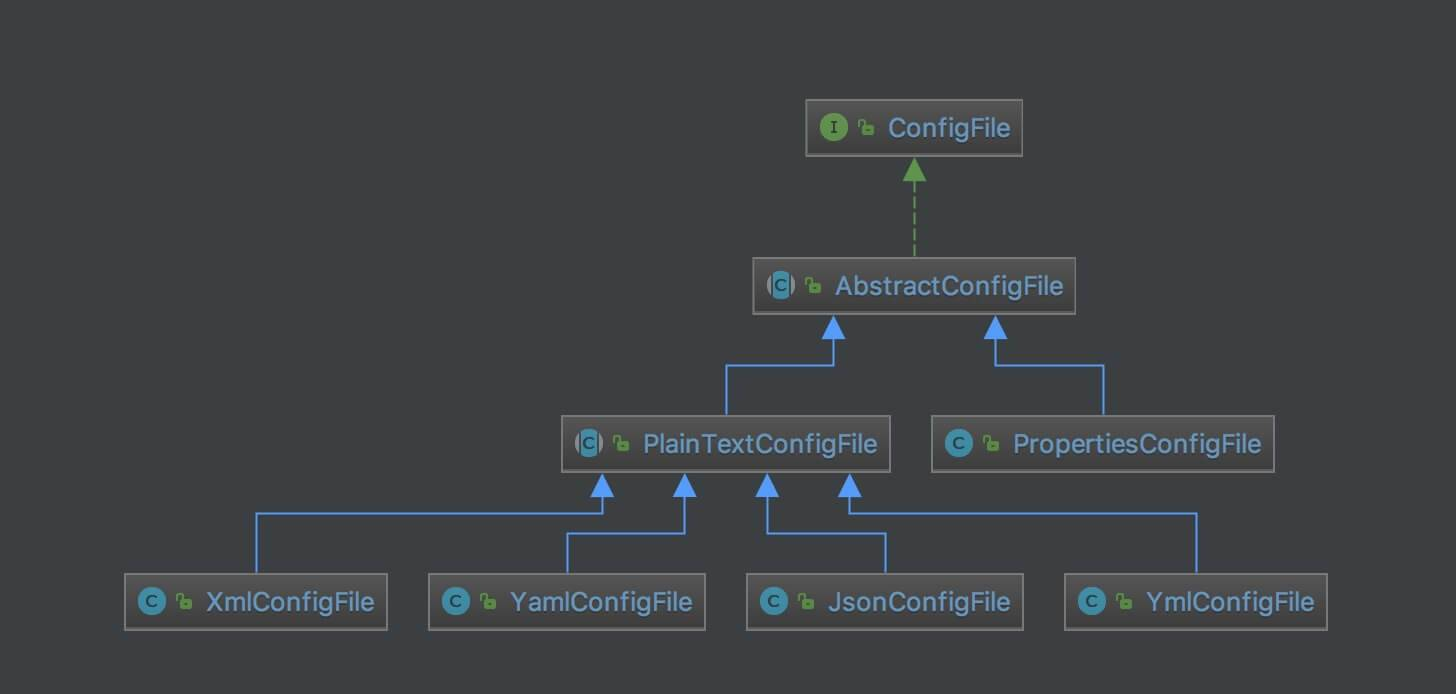 I ConfigFile
C AbstractConfigFile
C PlainTextConfigFile
C PropertiesConfigFile
C XmlConfigFile
C YamlConfigFile
C JsonConfigFile
C YmlConfigFile